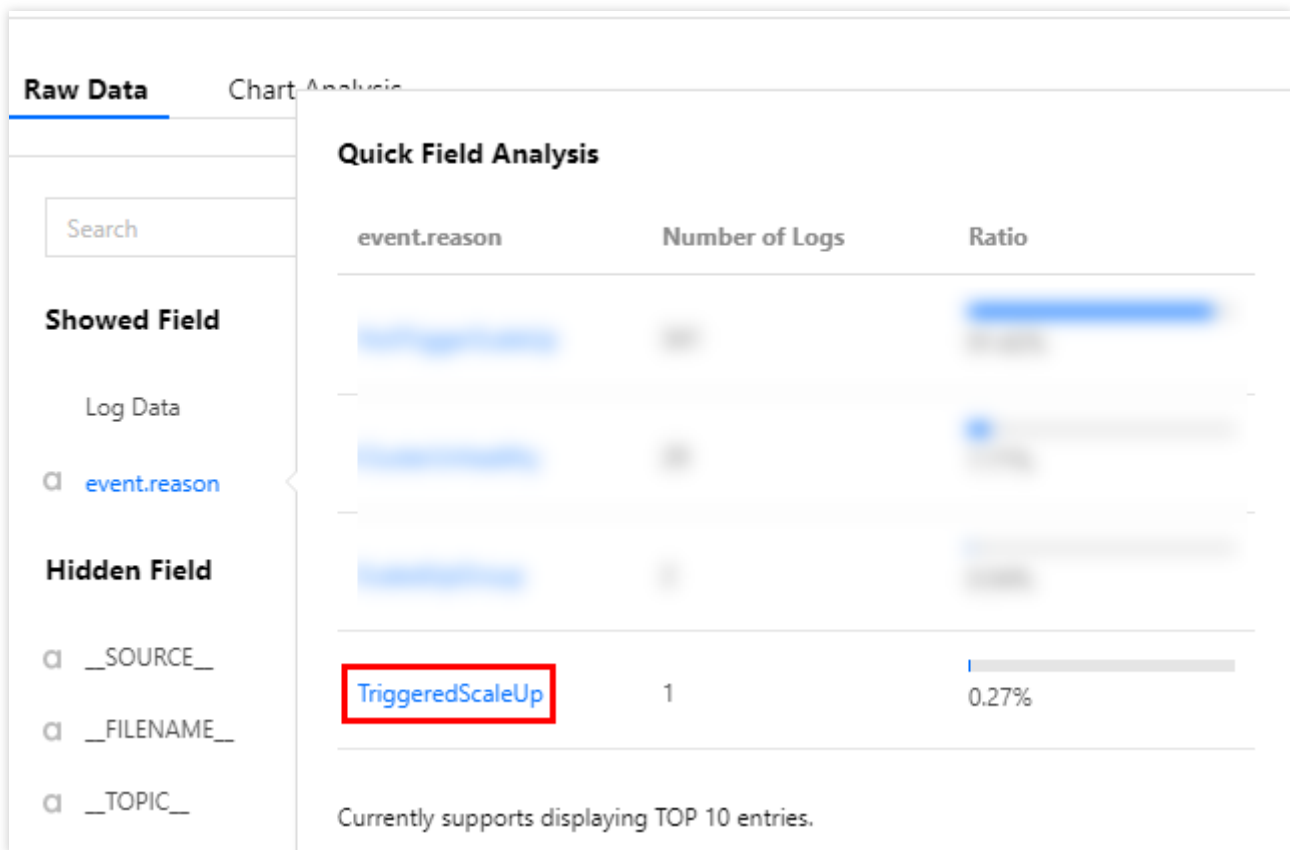 Raw Data Chart Analysis
Quick Field Analysis
Search
event.reason Number of Logs Ratio
Showed Field
Log Data
a event.reason
Hidden Field
a __SOURCE__
TriggeredScaleUp 1
0.27%
a __FILENAME__
a __TOPIC__
Currently supports displaying TOP 10 entries.